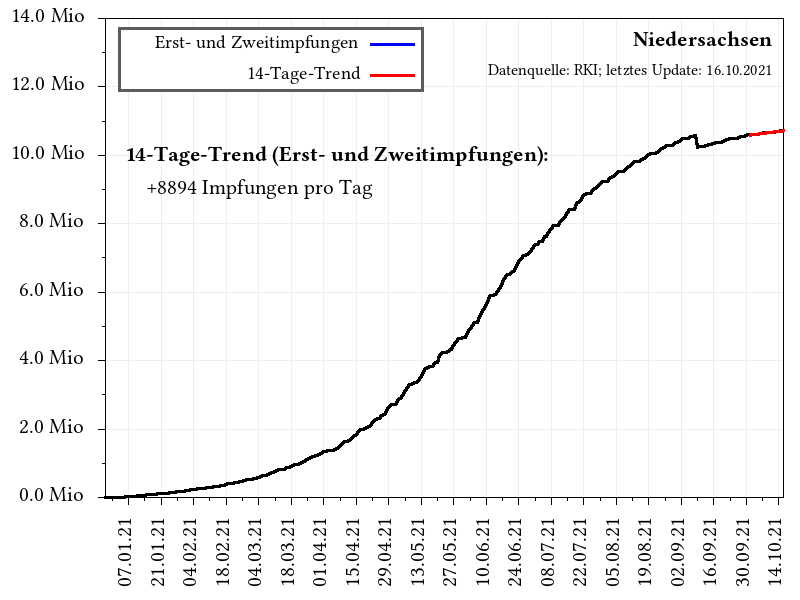 14.0 Mio
12.0 Mio
10.0 Mio
8.0 Mio
6.0 Mio
4.0 Mio
2.0 Mio
0.0 Mio
Erst- und Zweitimpfungen
14-Tage-Trend
Niedersachsen
Datenquelle: RKI; letztes Update: 16.10.2021
14-Tage-Trend (Erst- und Zweitimpfungen):
+8894 Impfungen pro Tag
07.01.21
21.01.21
04.02.21
18.02.21
04.03.21
18.03.21
01.04.21
15.04.21
29.04.21
13.05.21
27.05.21
10.06.21
24.06.21
08.07.21
22.07.21
05.08.21
19.08.21
02.09.21
16.09.21
30.09.21
14.10.21